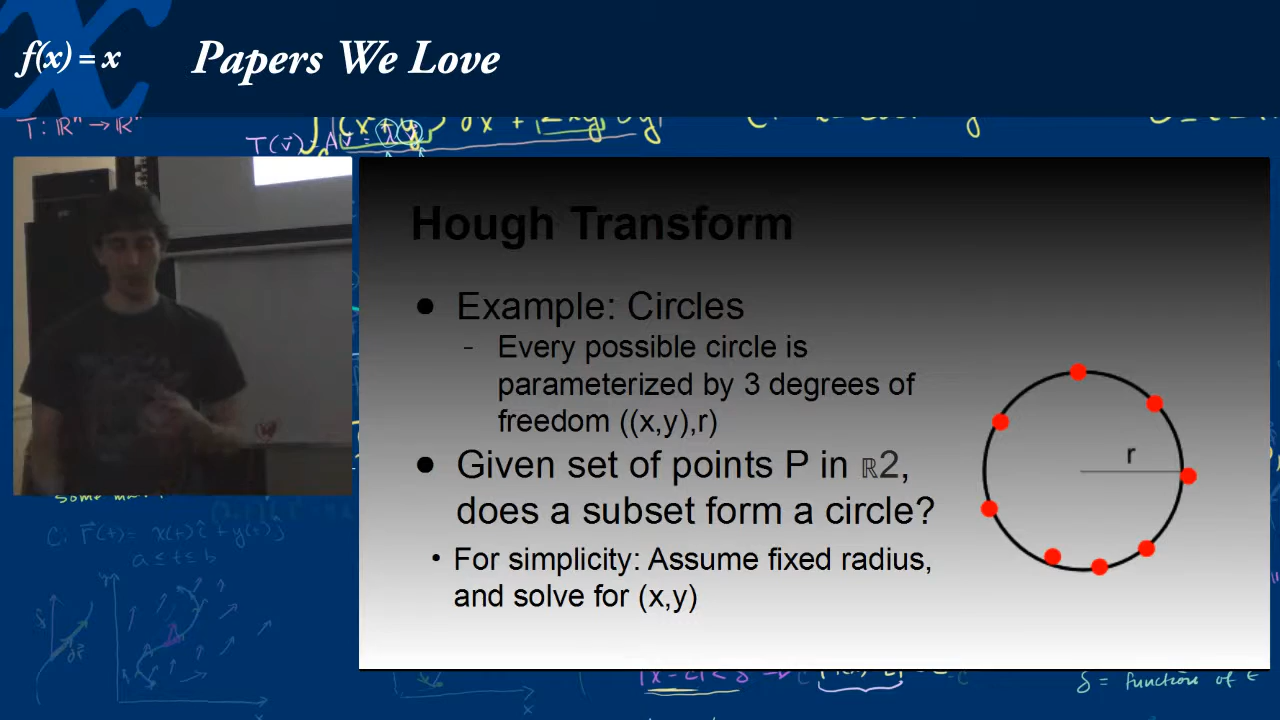 f(x) = x
Papers We Love
T: ℝⁿ → ℝⁿ
T(v⃗) = Av⃗ =
Hough Transform
● Example: Circles
- Every possible circle is
parameterized by 3 degrees of
freedom ((x,y),r)
● Given set of points P in ℝ2,
does a subset form a circle?
• For simplicity: Assume fixed radius,
and solve for (x,y)
r
C: r⃗(t) = x(t)î + y(t)ĵ
a ≤ t ≤ b
δ = function of ε